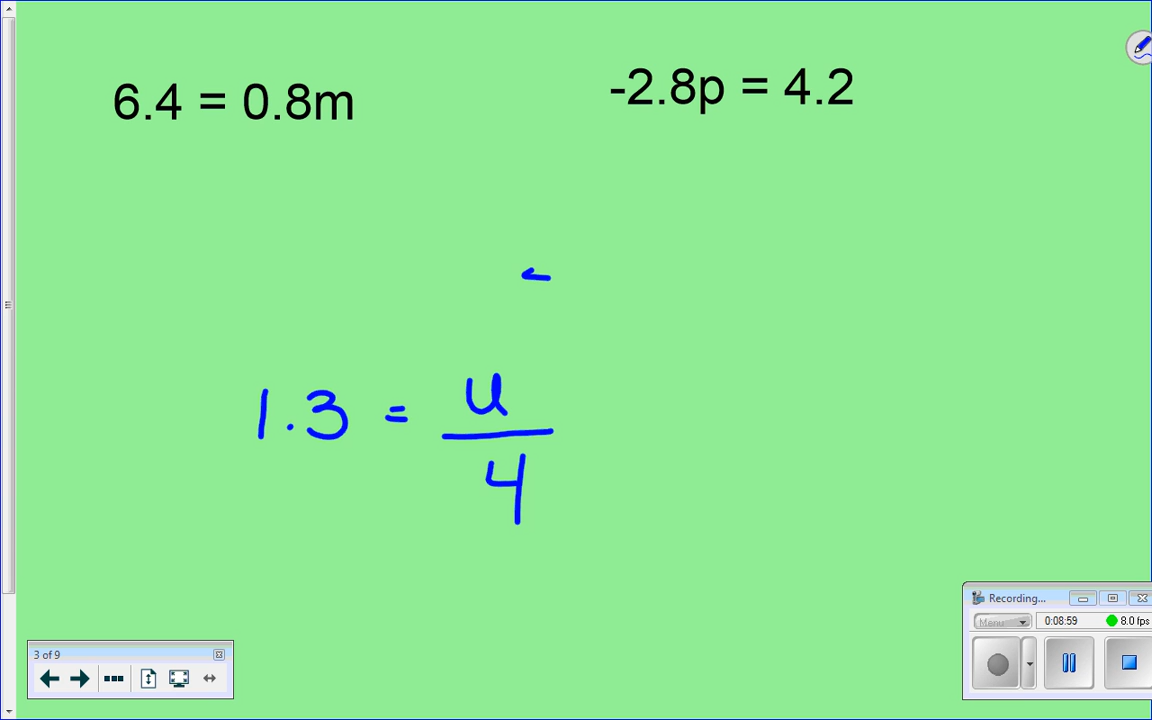 6.4 = 0.8m
-2.8p = 4.2
1.3 = u
4
Recording...
Menu
0:08:59
8.0 fps
3 of 9